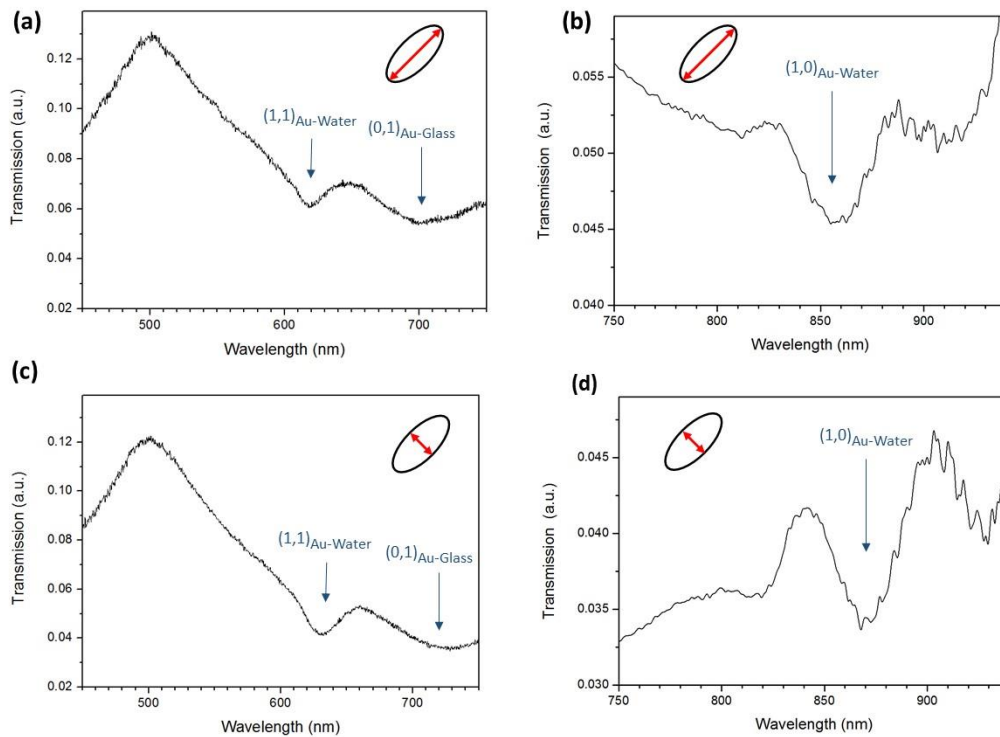 (a)
0.12
0.10
0.08
0.06
0.04
0.02
Transmission (a.u.)
(1,1)Au-Water
(0,1)Au-Glass
500
600
700
Wavelength (nm)
(b)
0.055
0.050
0.045
0.040
Transmission (a.u.)
(1,0)Au-Water
750
800
850
900
Wavelength (nm)
(c)
0.12
0.10
0.08
0.06
0.04
0.02
Transmission (a.u.)
(1,1)Au-Water
(0,1)Au-Glass
500
600
700
Wavelength (nm)
(d)
0.045
0.040
0.035
0.030
Transmission (a.u.)
(1,0)Au-Water
750
800
850
900
Wavelength (nm)